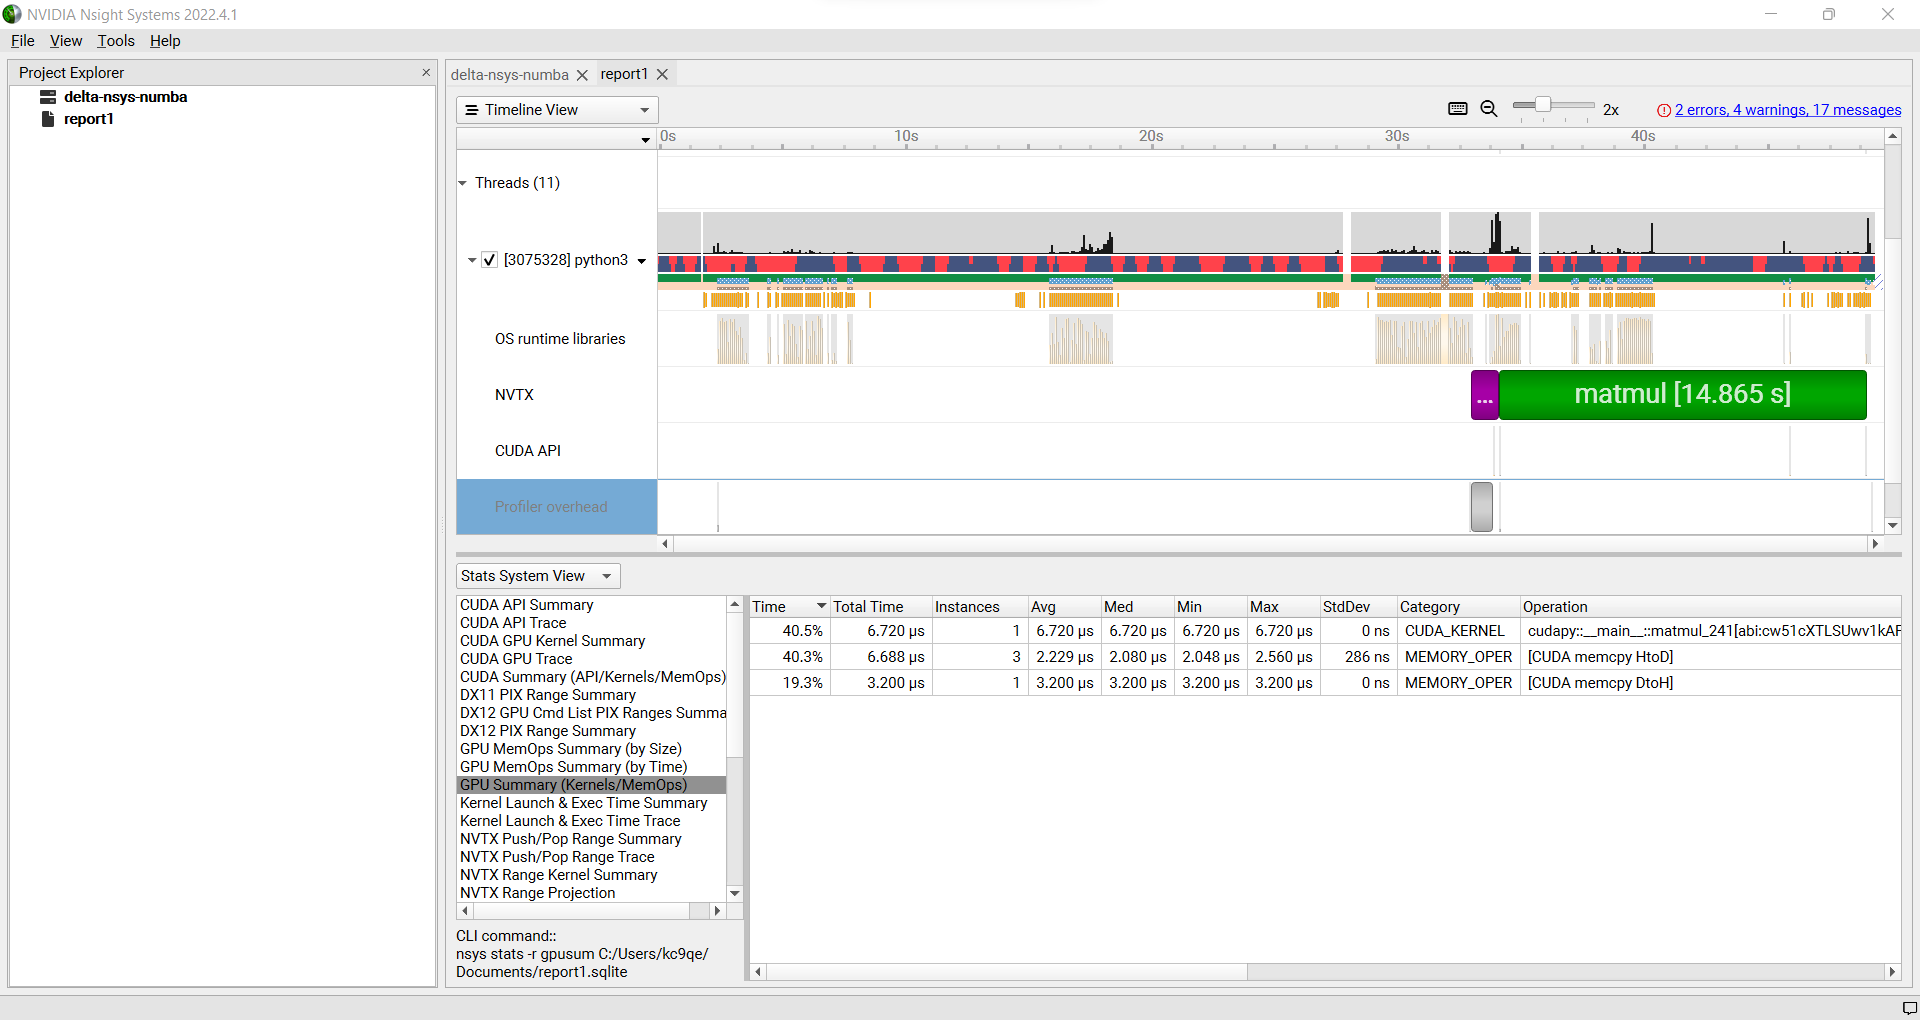 NVIDIA Nsight Systems 2022.4.1
File View Tools Help
Project Explorer
delta-nsys-numba
report1
delta-nsys-numba report1
Timeline View
2x
2 errors, 4 warnings, 17 messages
0s 10s 20s 30s 40s
Threads (11)
[3075328] python3
OS runtime libraries
NVTX
... matmul [14.865 s]
CUDA API
Profiler overhead
Stats System View
CUDA API Summary
CUDA API Trace
CUDA GPU Kernel Summary
CUDA GPU Trace
CUDA Summary (API/Kernels/MemOps)
DX11 PIX Range Summary
DX12 GPU Cmd List PIX Ranges Summa
DX12 PIX Range Summary
GPU MemOps Summary (by Size)
GPU MemOps Summary (by Time)
GPU Summary (Kernels/MemOps)
Kernel Launch & Exec Time Summary
Kernel Launch & Exec Time Trace
NVTX Push/Pop Range Summary
NVTX Push/Pop Range Trace
NVTX Range Kernel Summary
NVTX Range Projection
CLI command::
nsys stats -r gpusum C:/Users/kc9qe/
Documents/report1.sqlite
Time Total Time Instances Avg Med Min Max StdDev Category Operation
40.5% 6.720 μs 1 6.720 μs 6.720 μs 6.720 μs 6.720 μs 0 ns CUDA_KERNEL cudapy::__main__::matmul_241[abi:cw51cXTLSUwv1kAF
40.3% 6.688 μs 3 2.229 μs 2.080 μs 2.048 μs 2.560 μs 286 ns MEMORY_OPER [CUDA memcpy HtoD]
19.3% 3.200 μs 1 3.200 μs 3.200 μs 3.200 μs 3.200 μs 0 ns MEMORY_OPER [CUDA memcpy DtoH]